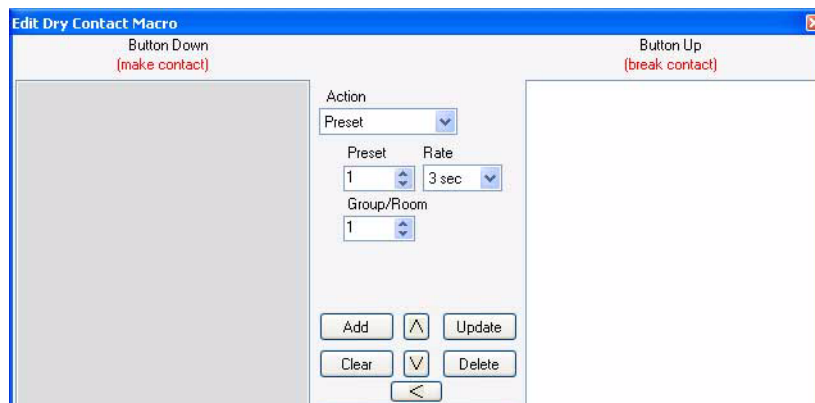 Edit Dry Contact Macro
Button Down
(make contact)
Button Up
(break contact)
Action
Preset
Preset Rate
1 3 sec
Group/Room
1
Add ^ Update
Clear V Delete
<